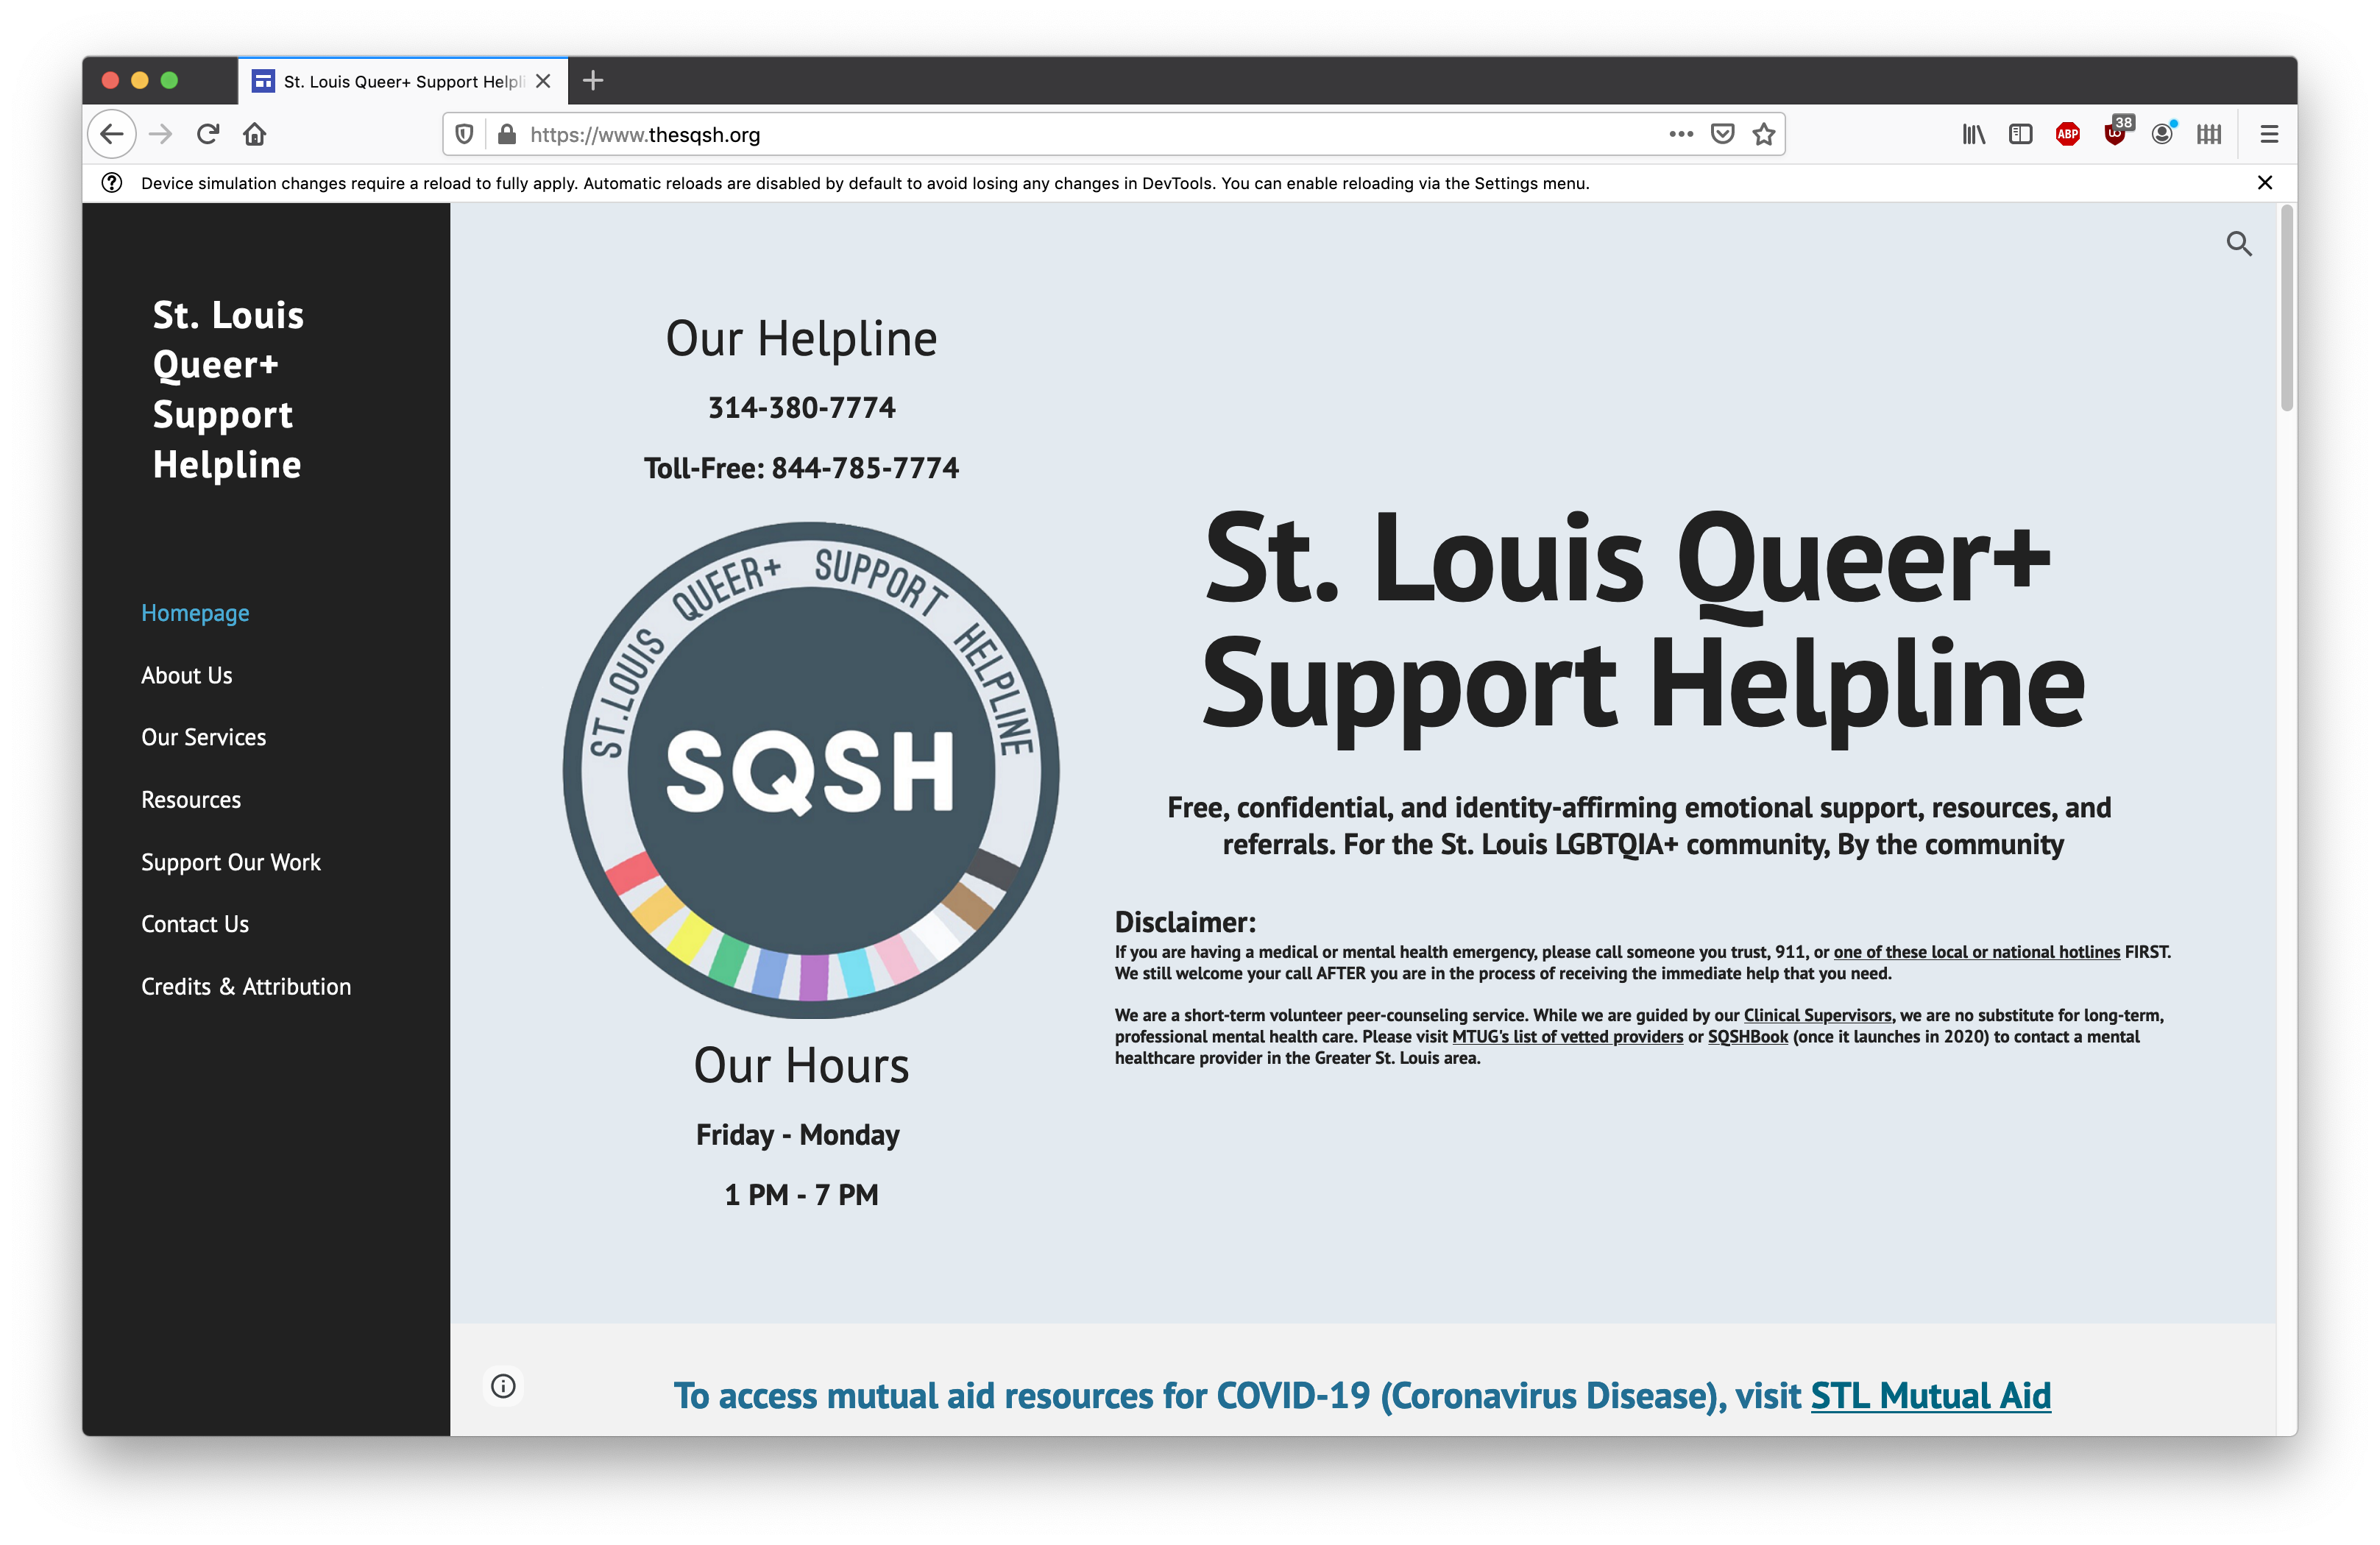 St. Louis Queer+ Support Helpli
https://www.thesqsh.org
ABP
38
Device simulation changes require a reload to fully apply. Automatic reloads are disabled by default to avoid losing any changes in DevTools. You can enable reloading via the Settings menu.
St. Louis
Queer+
Support
Helpline
Homepage
About Us
Our Services
Resources
Support Our Work
Contact Us
Credits & Attribution
Our Helpline
314-380-7774
Toll-Free: 844-785-7774
ST.LOUIS QUEER+ SUPPORT HELPLINE
SQSH
Our Hours
Friday - Monday
1 PM - 7 PM
St. Louis Queer+
Support Helpline
Free, confidential, and identity-affirming emotional support, resources, and
referrals. For the St. Louis LGBTQIA+ community, By the community
Disclaimer:
If you are having a medical or mental health emergency, please call someone you trust, 911, or one of these local or national hotlines FIRST.
We still welcome your call AFTER you are in the process of receiving the immediate help that you need.
We are a short-term volunteer peer-counseling service. While we are guided by our Clinical Supervisors, we are no substitute for long-term,
professional mental health care. Please visit MTUG's list of vetted providers or SQSHBook (once it launches in 2020) to contact a mental
healthcare provider in the Greater St. Louis area.
To access mutual aid resources for COVID-19 (Coronavirus Disease), visit STL Mutual Aid